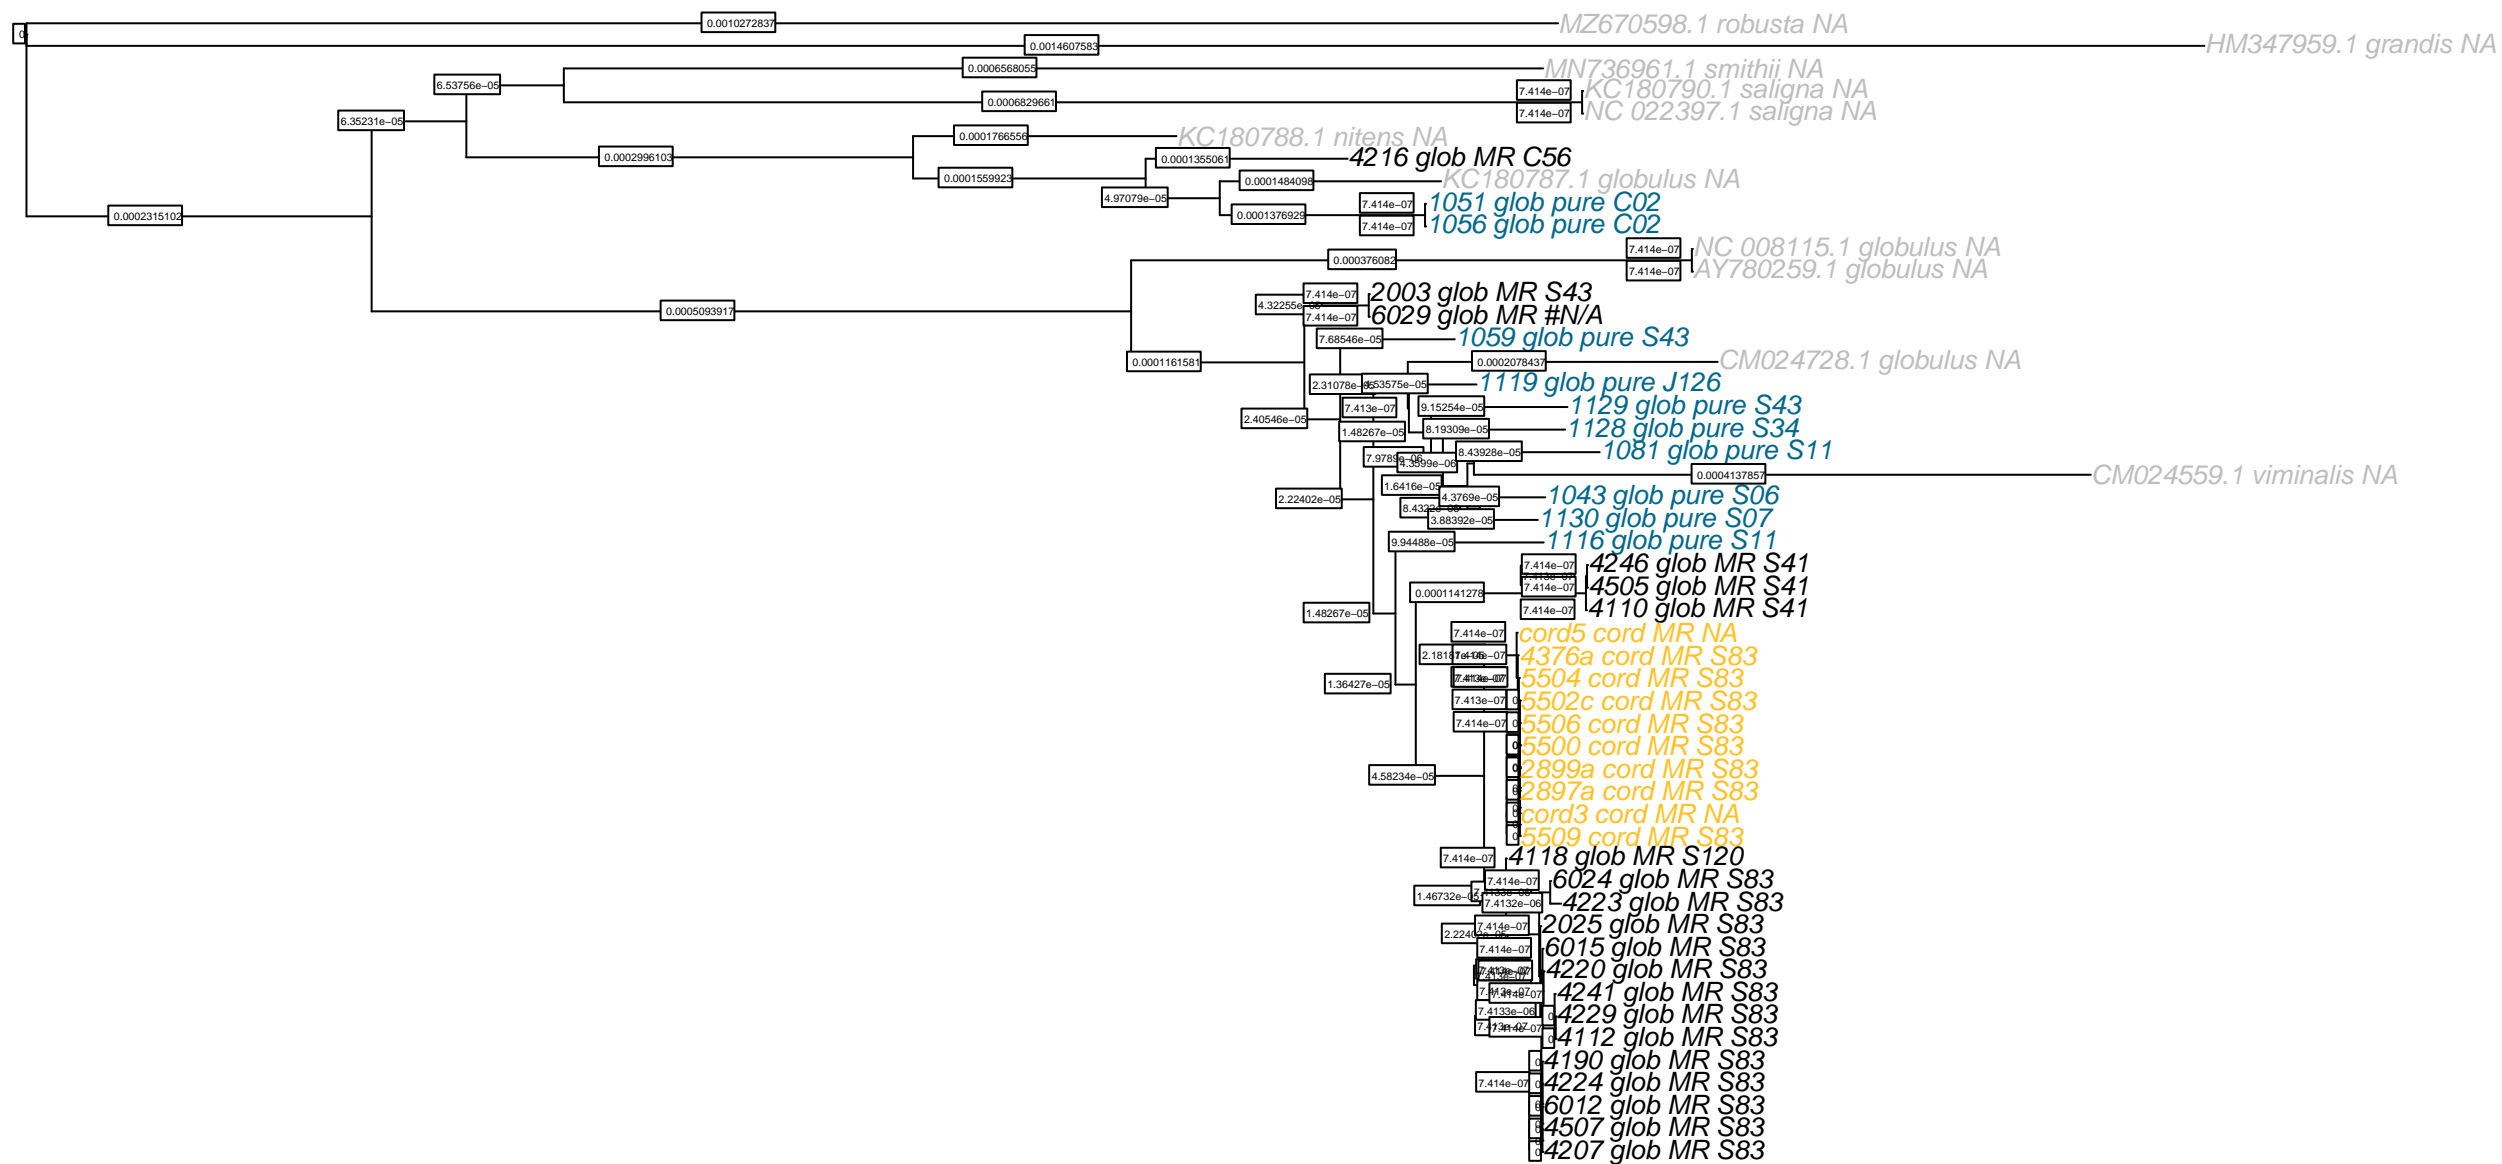 0.0010272837
MZ670598.1 robusta NA
0
0.0014607583
HM347959.1 grandis NA
0.0006568055
MN736961.1 smithii NA
6.53756e−05
7.414e−07
KC180790.1 saligna NA
0.0006829661
7.414e−07
NC 022397.1 saligna NA
6.35231e−05
0.0001766556
KC180788.1 nitens NA
0.0002996103
0.0001355061
4216 glob MR C56
0.0001559923
0.0001484098
KC180787.1 globulus NA
4.97079e−05
7.414e−07
1051 glob pure C02
0.0002315102
0.0001376929
7.414e−07
1056 glob pure C02
7.414e−07
NC 008115.1 globulus NA
0.000376082
7.414e−07
AY780259.1 globulus NA
7.414e−07
2003 glob MR S43
0.0005093917
7.414e−07
6029 glob MR #N/A
7.68546e−05
1059 glob pure S43
0.0001161581
0.0002078437
CM024728.1 globulus NA
1119 glob pure J126
7.413e−07
9.15254e−05
1129 glob pure S43
2.40546e−05
1.48267e−05
8.19309e−05
1128 glob pure S34
8.43928e−05
1081 glob pure S11
4.3599e−06
0.0004137857
CM024559.1 viminalis NA
1.6416e−05
2.22402e−05
4.3769e−05
1043 glob pure S06
3.88392e−05
1130 glob pure S07
9.94488e−05
1116 glob pure S11
7.414e−07
4246 glob MR S41
0.0001141278
7.414e−07
4505 glob MR S41
1.48267e−05
7.414e−07
4110 glob MR S41
7.414e−07
cord5 cord MR NA
4376a cord MR S83
1.36427e−05
5504 cord MR S83
7.413e−07
0
5502c cord MR S83
7.414e−07
0
5506 cord MR S83
0
5500 cord MR S83
4.58234e−05
0
2899a cord MR S83
2897a cord MR S83
cord3 cord MR NA
0
5509 cord MR S83
7.414e−07
4118 glob MR S120
7.414e−07
6024 glob MR S83
1.46732e−05
7.4132e−06
4223 glob MR S83
7.414e−07
2025 glob MR S83
7.414e−07
6015 glob MR S83
4220 glob MR S83
4241 glob MR S83
7.4133e−06
0
4229 glob MR S83
0
4112 glob MR S83
0
4190 glob MR S83
7.414e−07
0
4224 glob MR S83
6012 glob MR S83
4507 glob MR S83
0
4207 glob MR S83